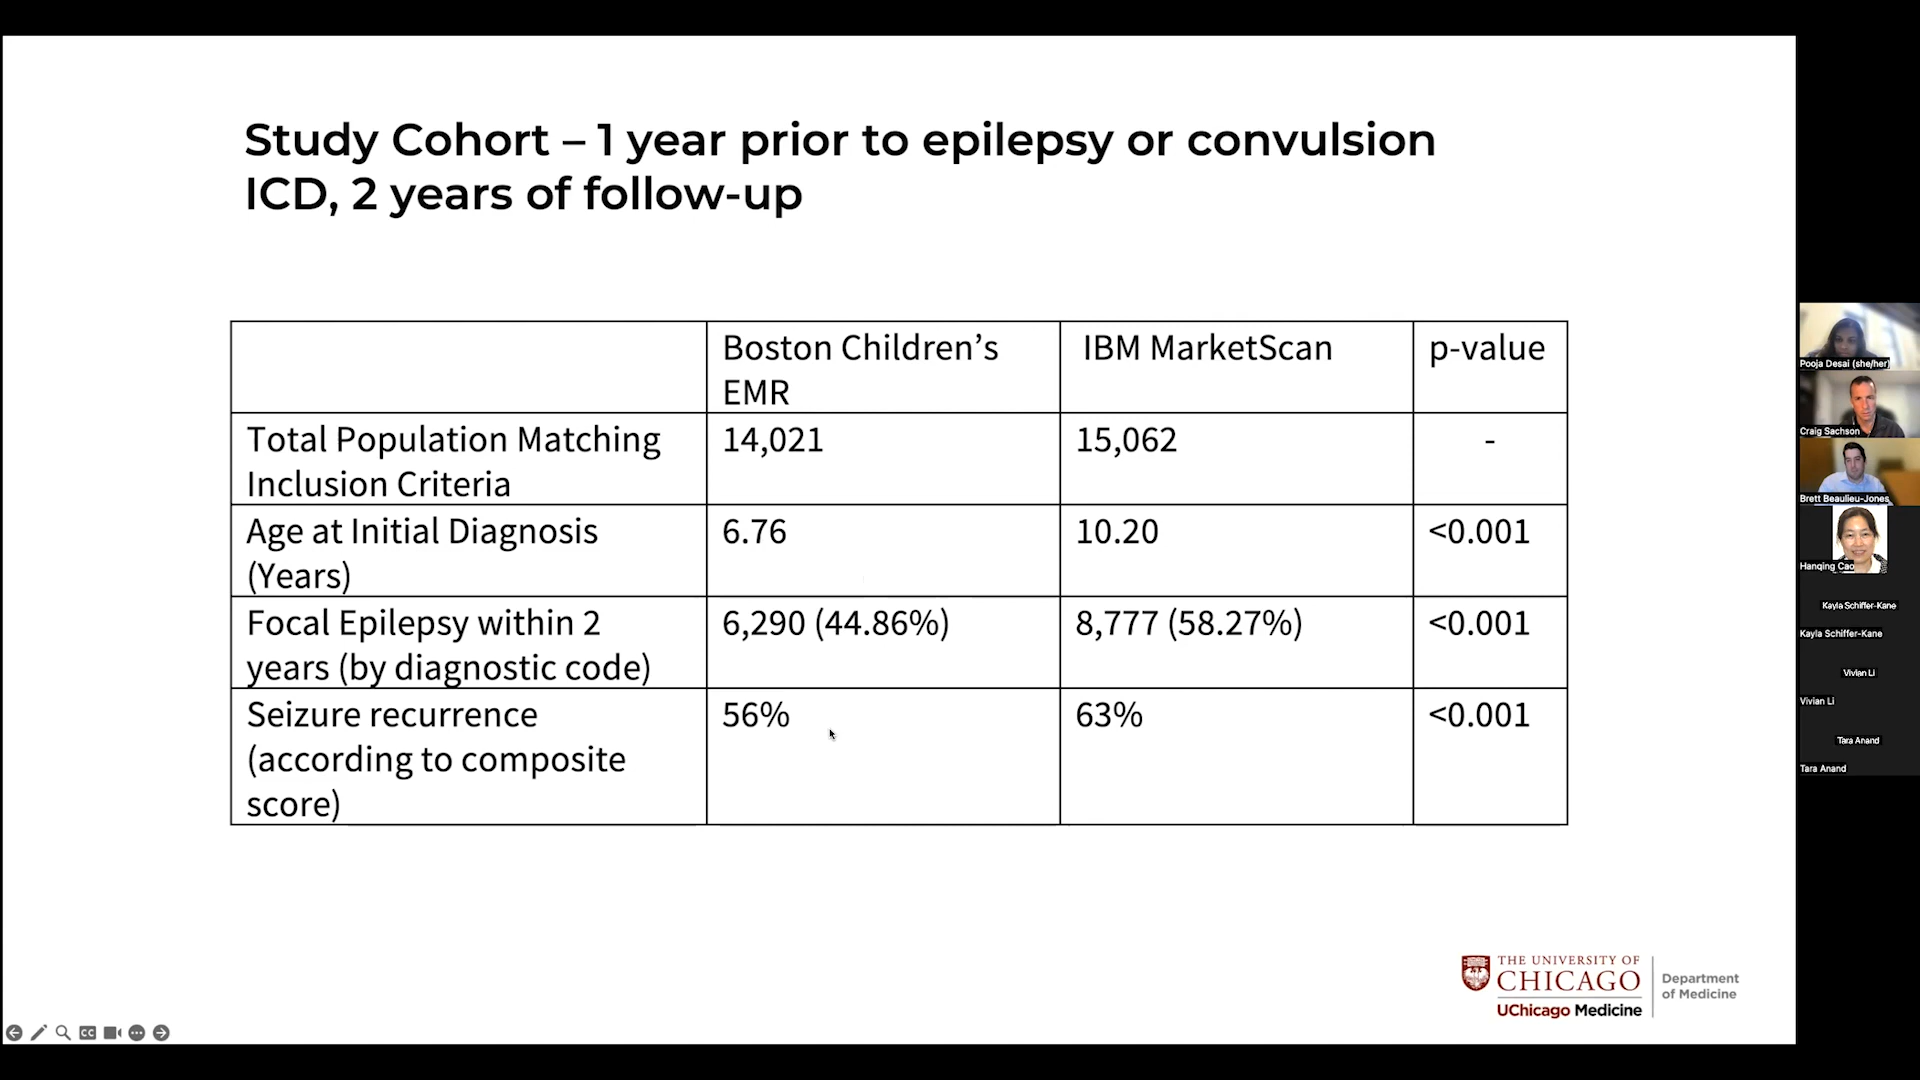 Study Cohort – 1 year prior to epilepsy or convulsion
ICD, 2 years of follow-up
Boston Children’s
EMR
IBM MarketScan
p-value
Total Population Matching
Inclusion Criteria
14,021
15,062
-
Age at Initial Diagnosis
(Years)
6.76
10.20
<0.001
Focal Epilepsy within 2
years (by diagnostic code)
6,290 (44.86%)
8,777 (58.27%)
<0.001
Seizure recurrence
(according to composite
score)
56%
63%
<0.001
THE UNIVERSITY OF
CHICAGO
UChicago Medicine
Department
of Medicine
CC
Pooja Desai (she/her)
Craig Sachson
Brett Beaulieu-Jones
Hanqing Cao
Kayla Schiffer-Kane
Kayla Schiffer-Kane
Vivian Li
Vivian Li
Tara Anand
Tara Anand